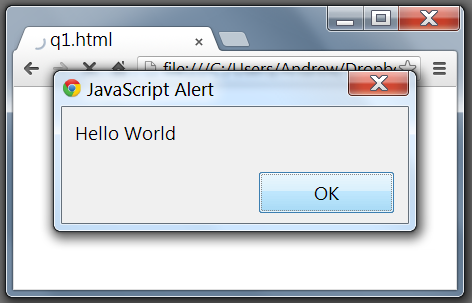 q1.html
file:///C:/Users/Andrew/Dropb
JavaScript Alert
Hello World
OK